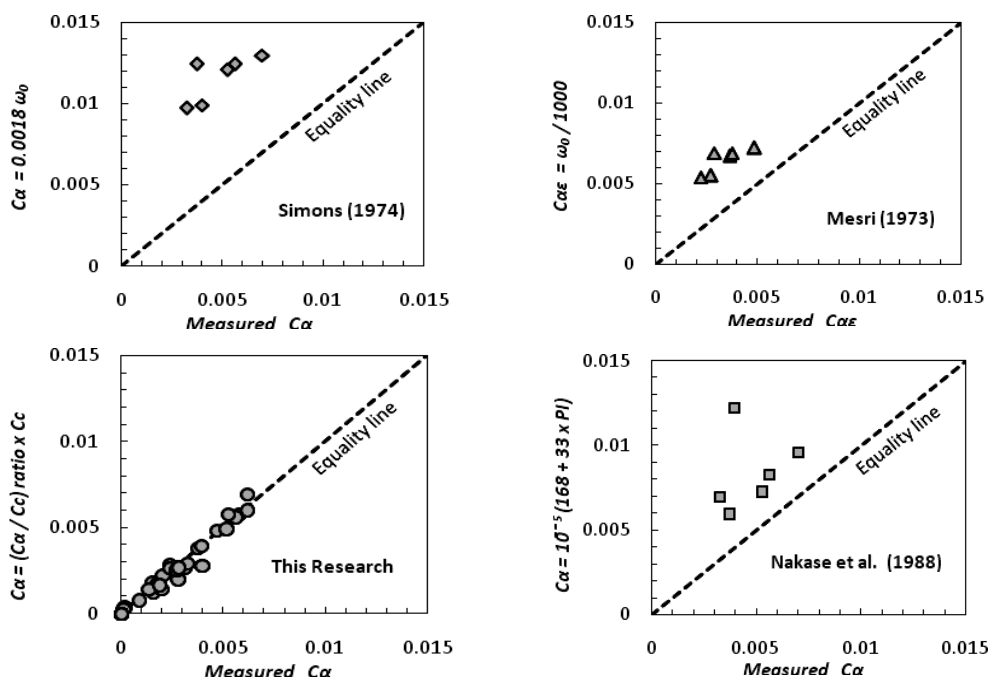 0.015
0.01
0.005
0
Cα = 0.0018 ω₀
Equality line
Simons (1974)
0 0.005 0.01 0.015
Measured Cα
0.015
0.01
0.005
0
Cαε = ω₀ / 1000
Equality line
Mesri (1973)
0 0.005 0.01 0.015
Measured Cαε
0.015
0.01
0.005
0
Cα = (Cα / Cc) ratio x Cc
Equality line
This Research
0 0.005 0.01 0.015
Measured Cα
0.015
0.01
0.005
0
Cα = 10⁻⁵ (168 + 33 x PI)
Equality line
Nakase et al. (1988)
0 0.005 0.01 0.015
Measured Cα